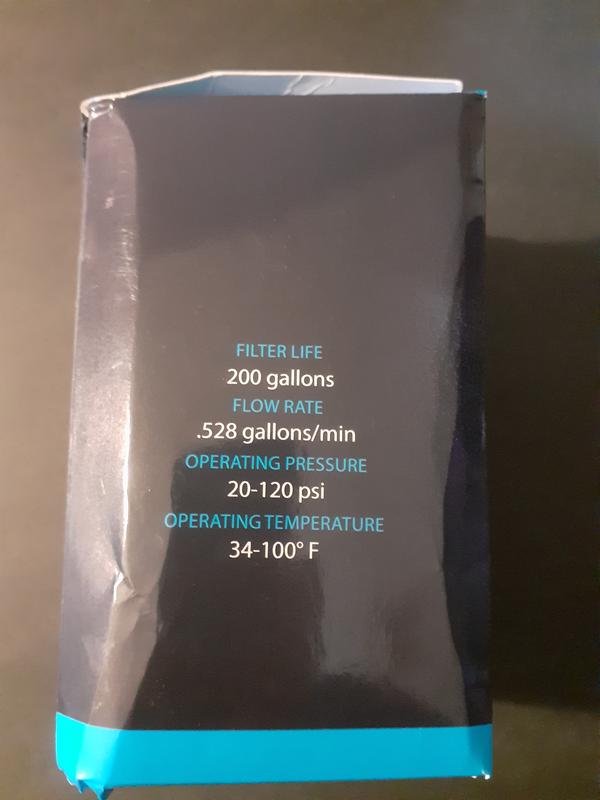 FILTER LIFE
200 gallons
FLOW RATE
.528 gallons/min
OPERATING PRESSURE
20-120 psi
OPERATING TEMPERATURE
34-100° F